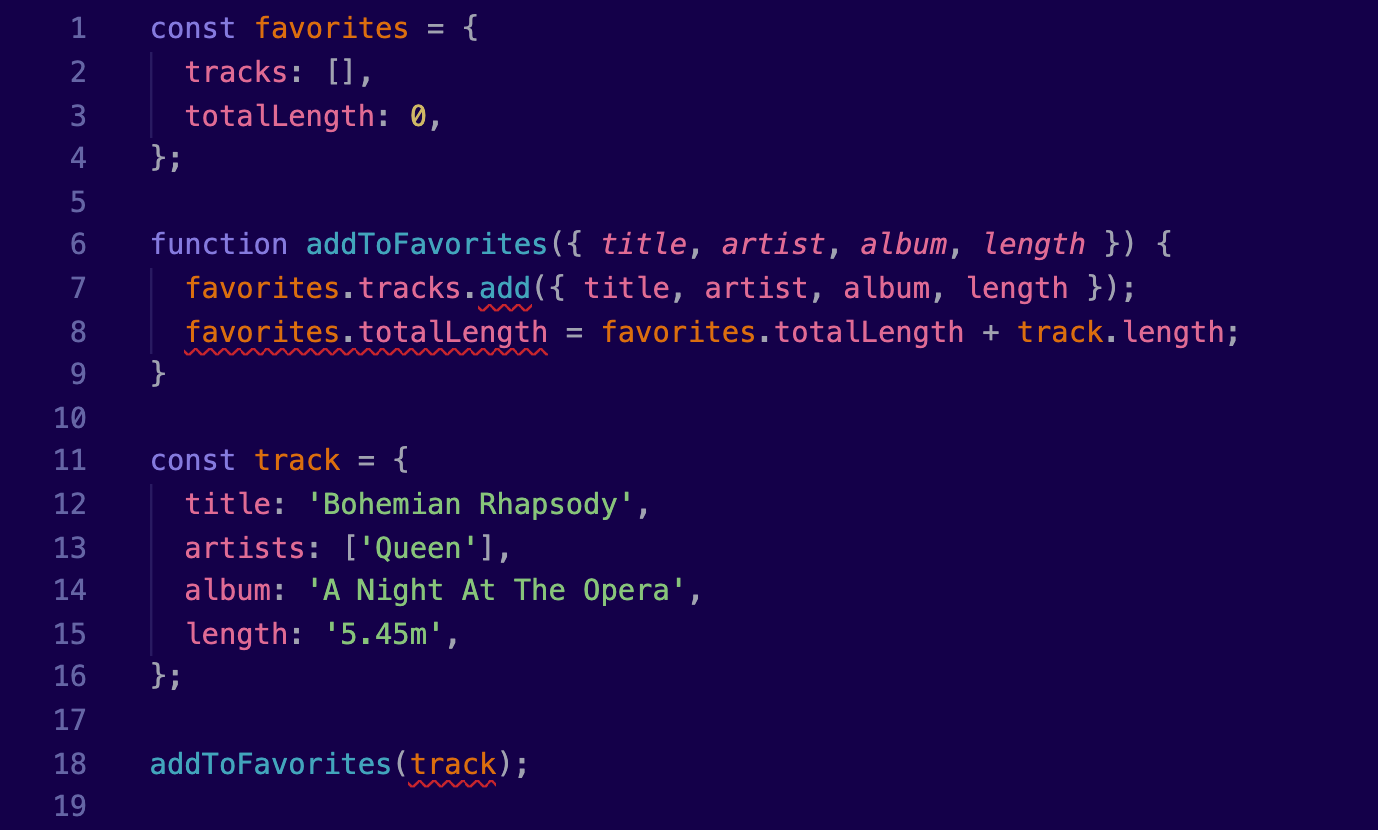 1 const favorites = {
2 tracks: [],
3 totalLength: 0,
4 };
5
6 function addToFavorites({ title, artist, album, length }) {
7 favorites.tracks.add({ title, artist, album, length });
8 favorites.totalLength = favorites.totalLength + track.length;
9 }
10
11 const track = {
12 title: 'Bohemian Rhapsody',
13 artists: ['Queen'],
14 album: 'A Night At The Opera',
15 length: '5.45m',
16 };
17
18 addToFavorites(track);
19